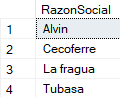 RazonSocial
1 Alvin
2 Cecoferre
3 La fragua
4 Tubasa